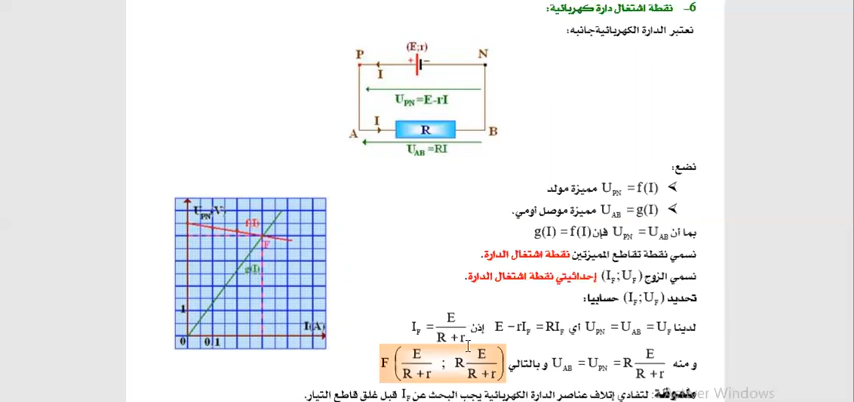 6- نقطة اشتغال دارة كهربائية:
نعتبر الدارة الكهربائية جانبه:
(E;r)
P + - N
I
U_PN=E-rI
I
A R B
U_AB=RI
نضع:
➤ U_PN = f(I) مميزة مولد
➤ U_AB = g(I) مميزة موصل أومي.
بما أن U_PN = U_AB فإن g(I) = f(I)
نسمي نقطة تقاطع المميزتين نقطة اشتغال الدارة.
نسمي الزوج (I_F;U_F) إحداثيتي نقطة اشتغال الدارة.
تحديد (I_F;U_F) حسابيا:
لدينا U_PN = U_AB = U_F أي E - rI_F = RI_F إذن I_F = E/(R+r)
و منه U_AB = U_PN = R E/(R+r) و بالتالي F( E/(R+r) ; R E/(R+r) )
ملحوظة: لتفادي إتلاف عناصر الدارة الكهربائية يجب البحث عن I_F قبل غلق قاطع التيار.
U_PN(V)
f(I)
F
g(I)
1
I(A)
0 0.1
Windows